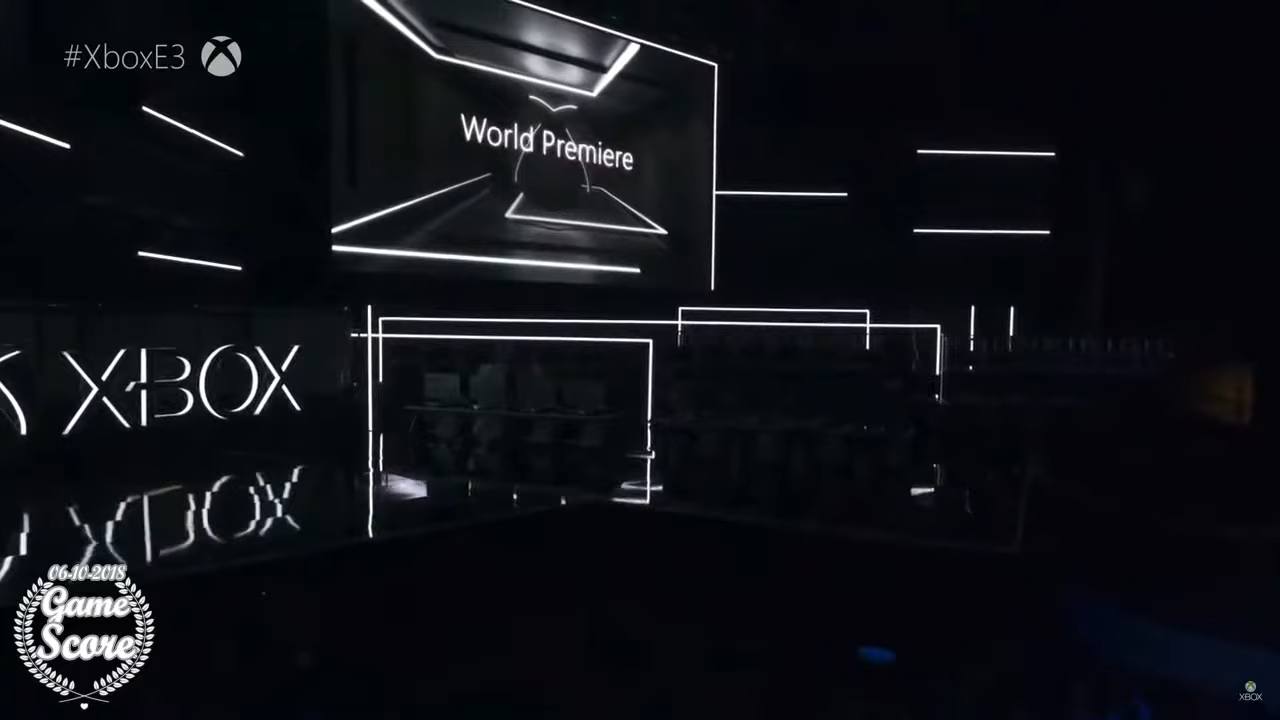 #XboxE3
World Premiere
XBOX
06-10-2018
Game
Score
XBOX